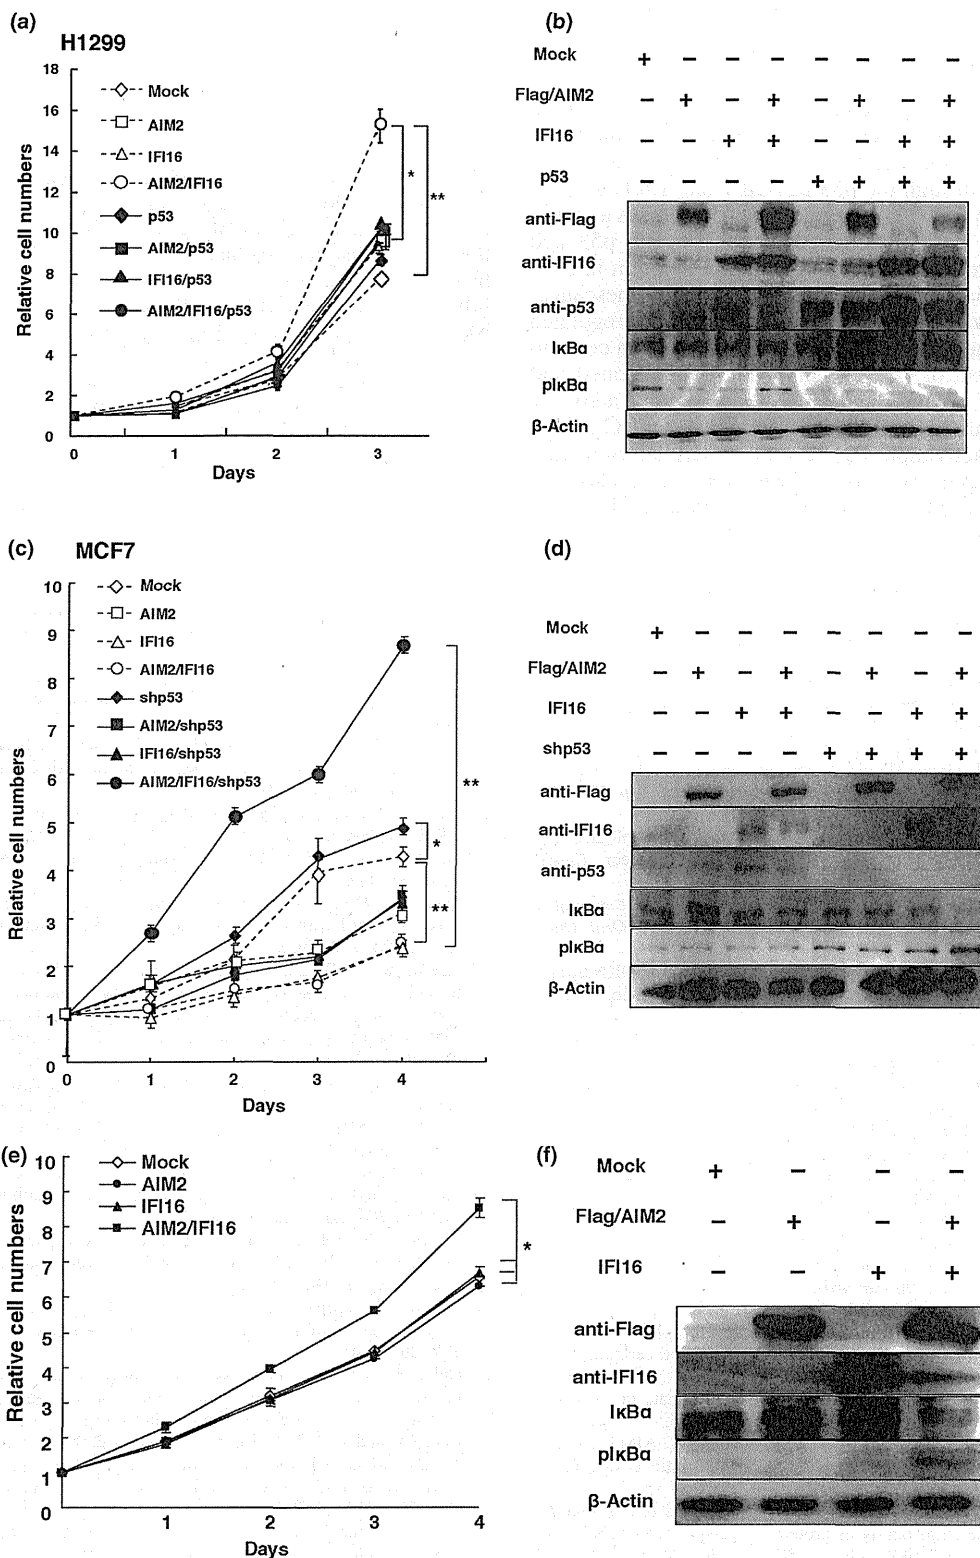 (a)
H1299
18
16
14
12
10
8
6
4
2
0
0 1 2 3
Relative cell numbers
Days
Mock
AIM2
IFI16
AIM2/IFI16
p53
AIM2/p53
IFI16/p53
AIM2/IFI16/p53
*
**
(b)
Mock + − − − − − − −
Flag/AIM2 − + − + − + − +
IFI16 − − + + − − + +
p53 − − − − + + + +
anti-Flag
anti-IFI16
anti-p53
IκBα
pIκBα
β-Actin
(c)
MCF7
10
9
8
7
6
5
4
3
2
1
0
0 1 2 3 4
Relative cell numbers
Days
Mock
AIM2
IFI16
AIM2/IFI16
shp53
AIM2/shp53
IFI16/shp53
AIM2/IFI16/shp53
**
*
**
(d)
Mock + − − − − − − −
Flag/AIM2 − + − + − + − +
IFI16 − − + + − − + +
shp53 − − − − + + + +
anti-Flag
anti-IFI16
anti-p53
IκBα
pIκBα
β-Actin
(e)
10
9
8
7
6
5
4
3
2
1
0
1 2 3 4
Relative cell numbers
Days
Mock
AIM2
IFI16
AIM2/IFI16
*
(f)
Mock + − − −
Flag/AIM2 − + − +
IFI16 − − + +
anti-Flag
anti-IFI16
IκBα
pIκBα
β-Actin